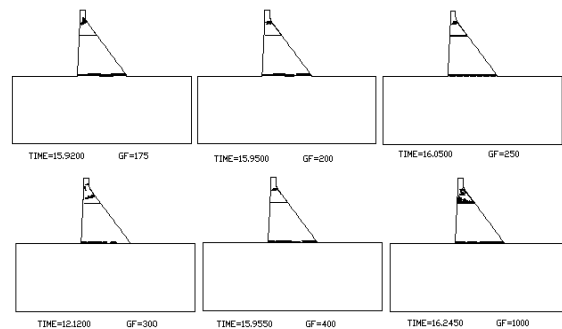 TIME=15.9200 GF=175
TIME=15.9500 GF=200
TIME=16.0500 GF=250
TIME=12.1200 GF=300
TIME=15.9550 GF=400
TIME=16.2450 GF=1000